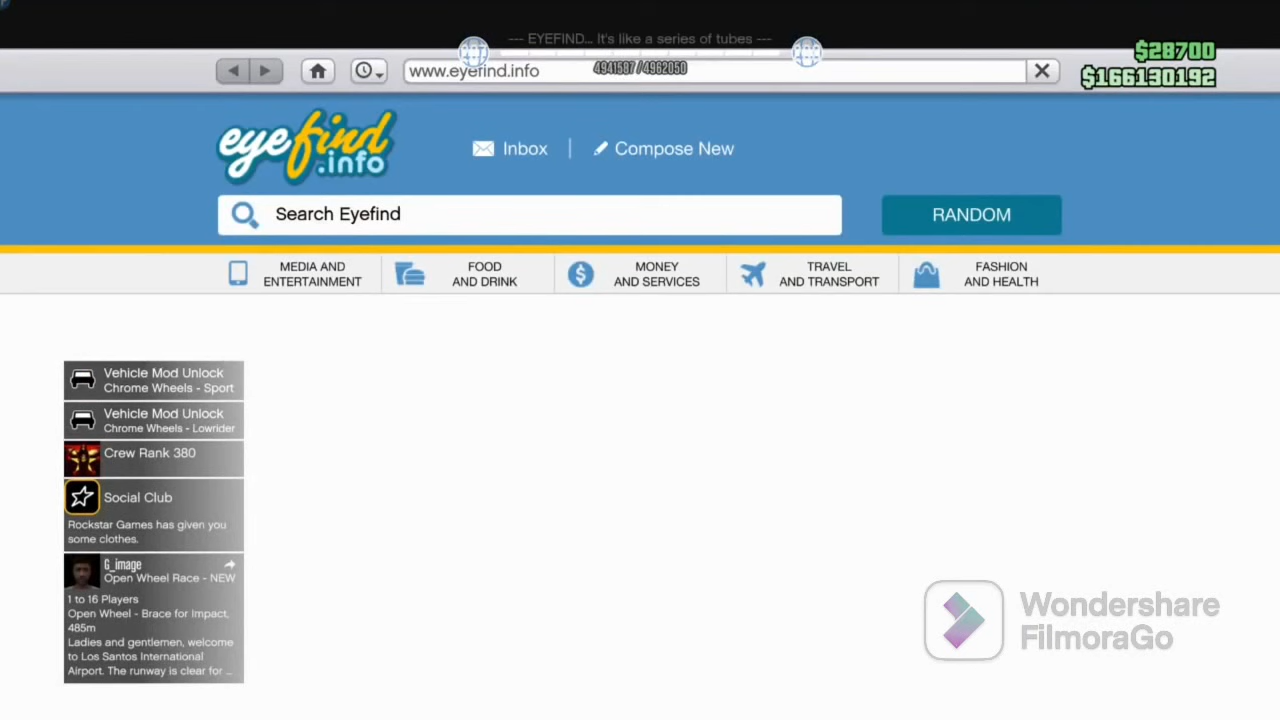 --- EYEFIND... It's like a series of tubes ---
$28700
www.eyefind.info
4941587 /4962050
$166130192
eyefind
.info
Inbox
Compose New
Search Eyefind
RANDOM
MEDIA AND
ENTERTAINMENT
FOOD
AND DRINK
MONEY
AND SERVICES
TRAVEL
AND TRANSPORT
FASHION
AND HEALTH
Vehicle Mod Unlock
Chrome Wheels - Sport
Vehicle Mod Unlock
Chrome Wheels - Lowrider
Crew Rank 380
Social Club
Rockstar Games has given you
some clothes.
G_image
Open Wheel Race - NEW
1 to 16 Players
Open Wheel - Brace for Impact,
485m
Ladies and gentlemen, welcome
to Los Santos International
Airport. The runway is clear for ...
Wondershare
FilmoraGo